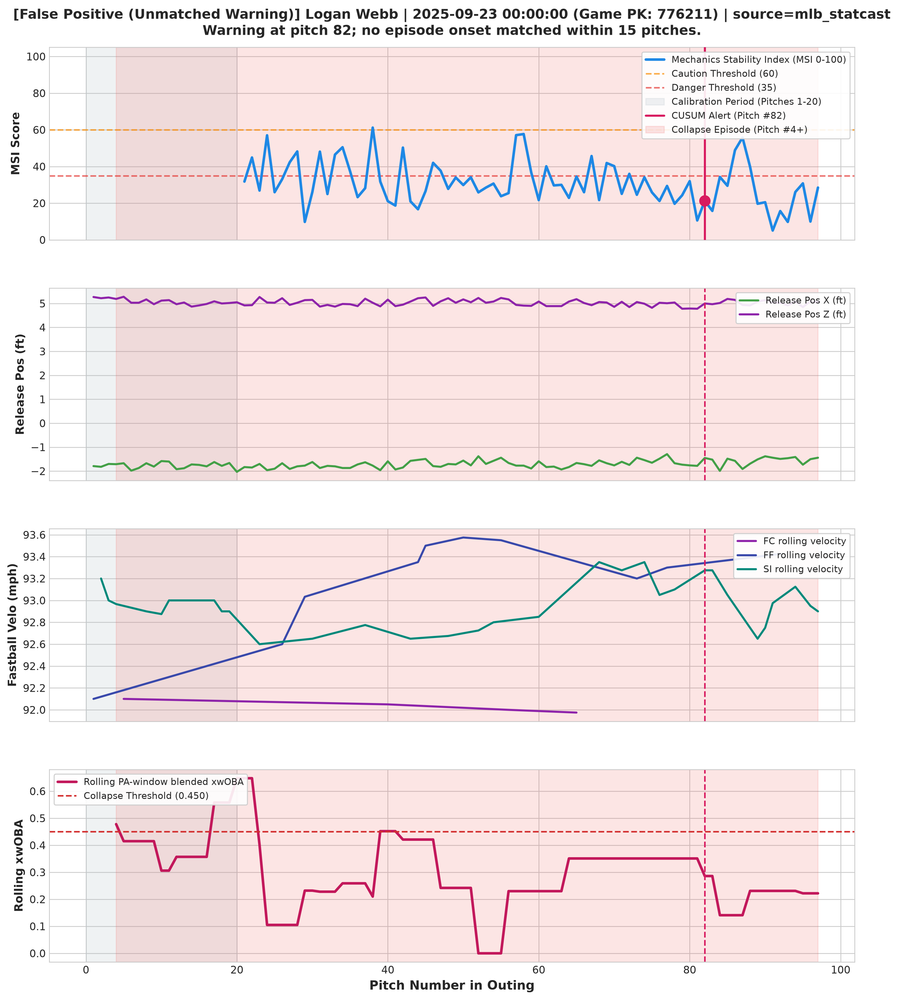 [False Positive (Unmatched Warning)] Logan Webb | 2025-09-23 00:00:00 (Game PK: 776211) | source=mlb_statcast
Warning at pitch 82; no episode onset matched within 15 pitches.
MSI Score
100
80
60
40
20
0
Mechanics Stability Index (MSI 0-100)
Caution Threshold (60)
Danger Threshold (35)
Calibration Period (Pitches 1-20)
CUSUM Alert (Pitch #82)
Collapse Episode (Pitch #4+)
Release Pos (ft)
5
4
3
2
1
0
−1
−2
Release Pos X (ft)
Release Pos Z (ft)
Fastball Velo (mph)
93.6
93.4
93.2
93.0
92.8
92.6
92.4
92.2
92.0
FC rolling velocity
FF rolling velocity
SI rolling velocity
Rolling xwOBA
0.6
0.5
0.4
0.3
0.2
0.1
0.0
Rolling PA-window blended xwOBA
Collapse Threshold (0.450)
0
20
40
60
80
100
Pitch Number in Outing